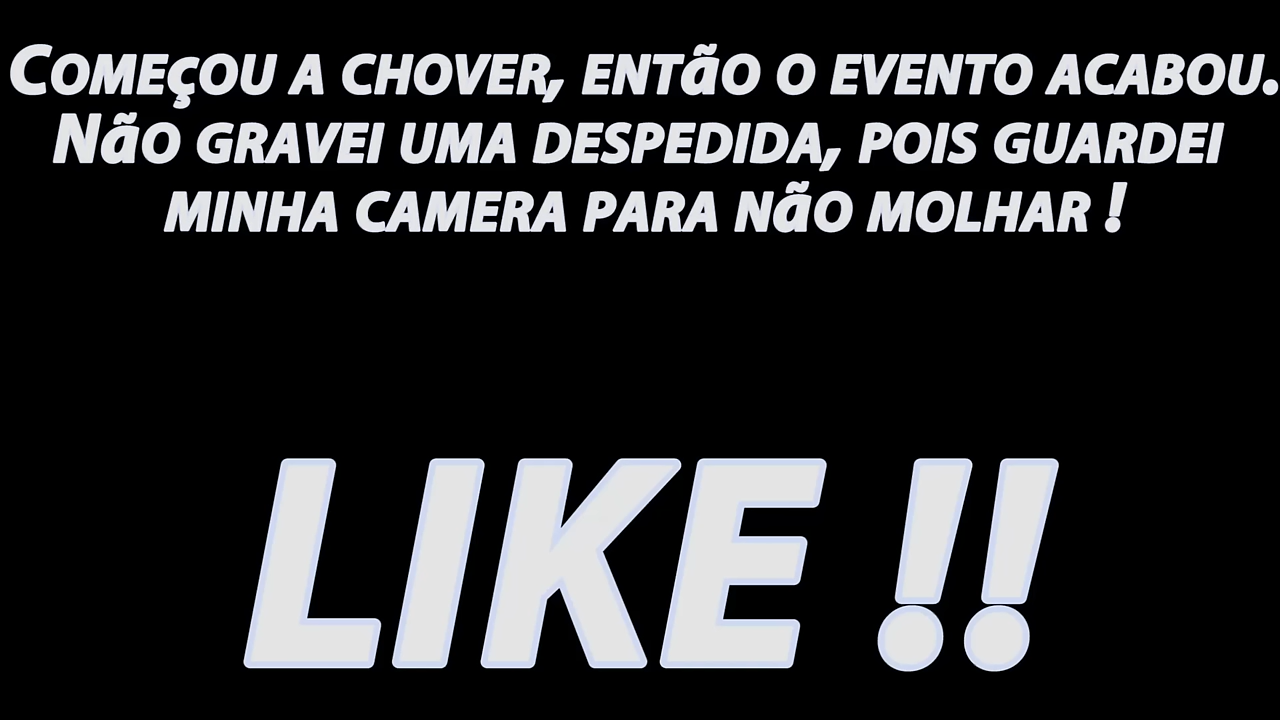 Começou a chover, então o evento acabou.
Não gravei uma despedida, pois guardei
minha camera para não molhar !
LIKE !!